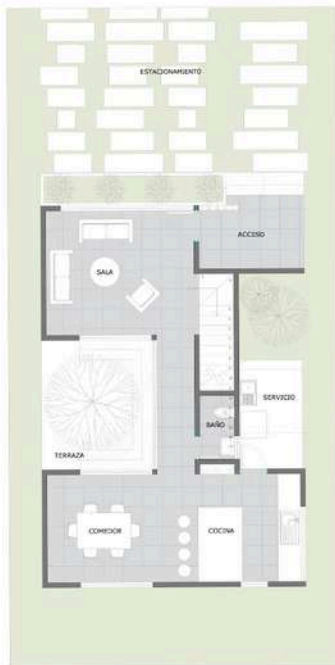 ESTACIONAMIENTO
ACCESO
SALA
SERVICIO
BAÑO
TERRAZA
COMEDOR
COCINA